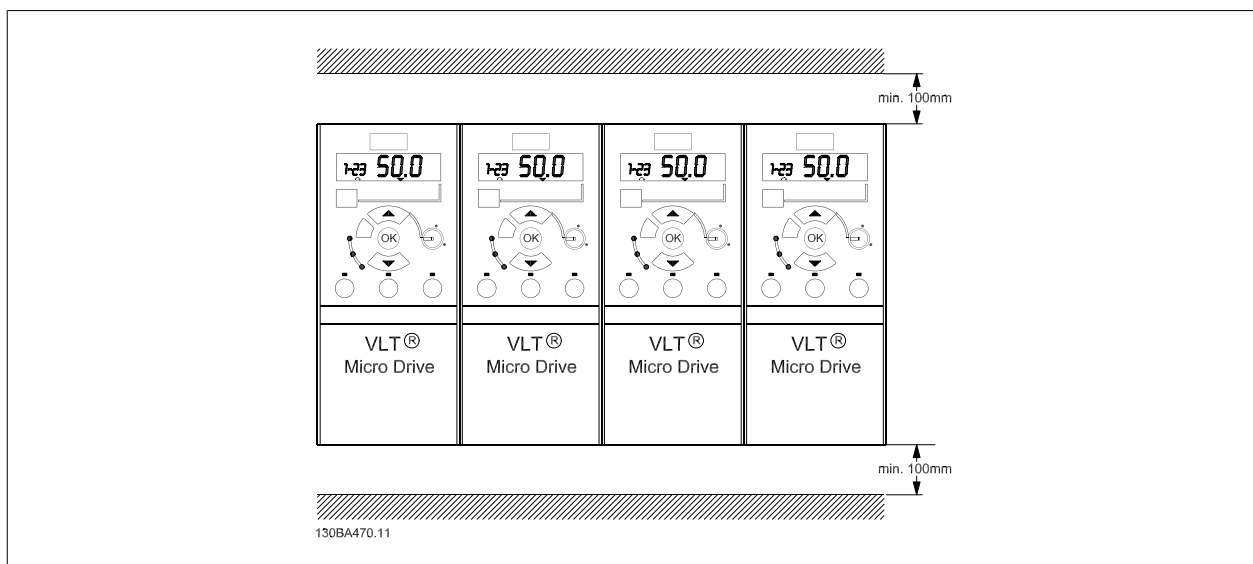 min. 100mm
1-23 50.0 1-23 50.0 1-23 50.0 1-23 50.0
OK OK OK OK
VLT® VLT® VLT® VLT®
Micro Drive Micro Drive Micro Drive Micro Drive
min. 100mm
130BA470.11